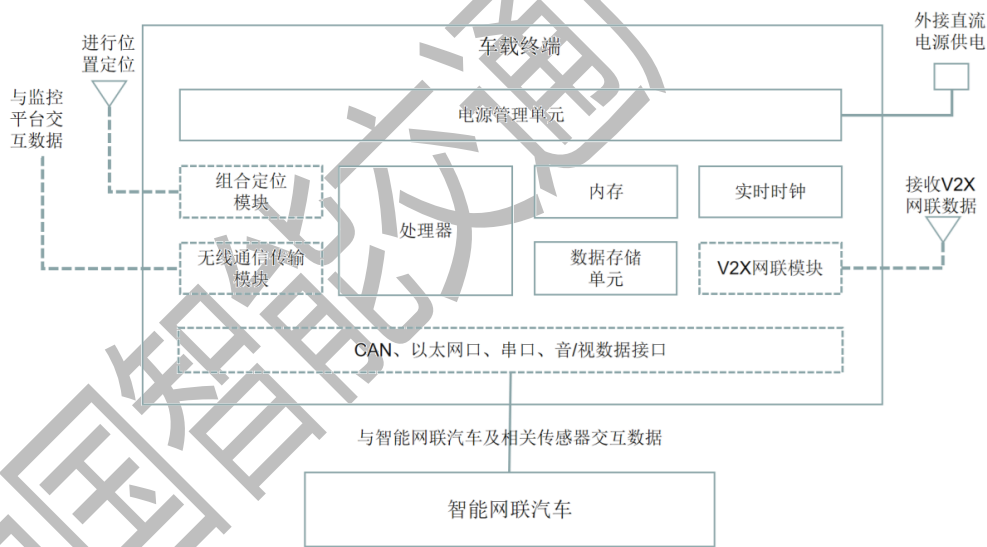 外接直流
电源供电
车载终端
进行位
置定位
与监控
平台交
互数据
电源管理单元
组合定位
模块
处理器
内存
实时时钟
接收V2X
网联数据
无线通信传输
模块
数据存储
单元
V2X网联模块
CAN、以太网口、串口、音/视数据接口
与智能网联汽车及相关传感器交互数据
智能网联汽车
中国智能交通